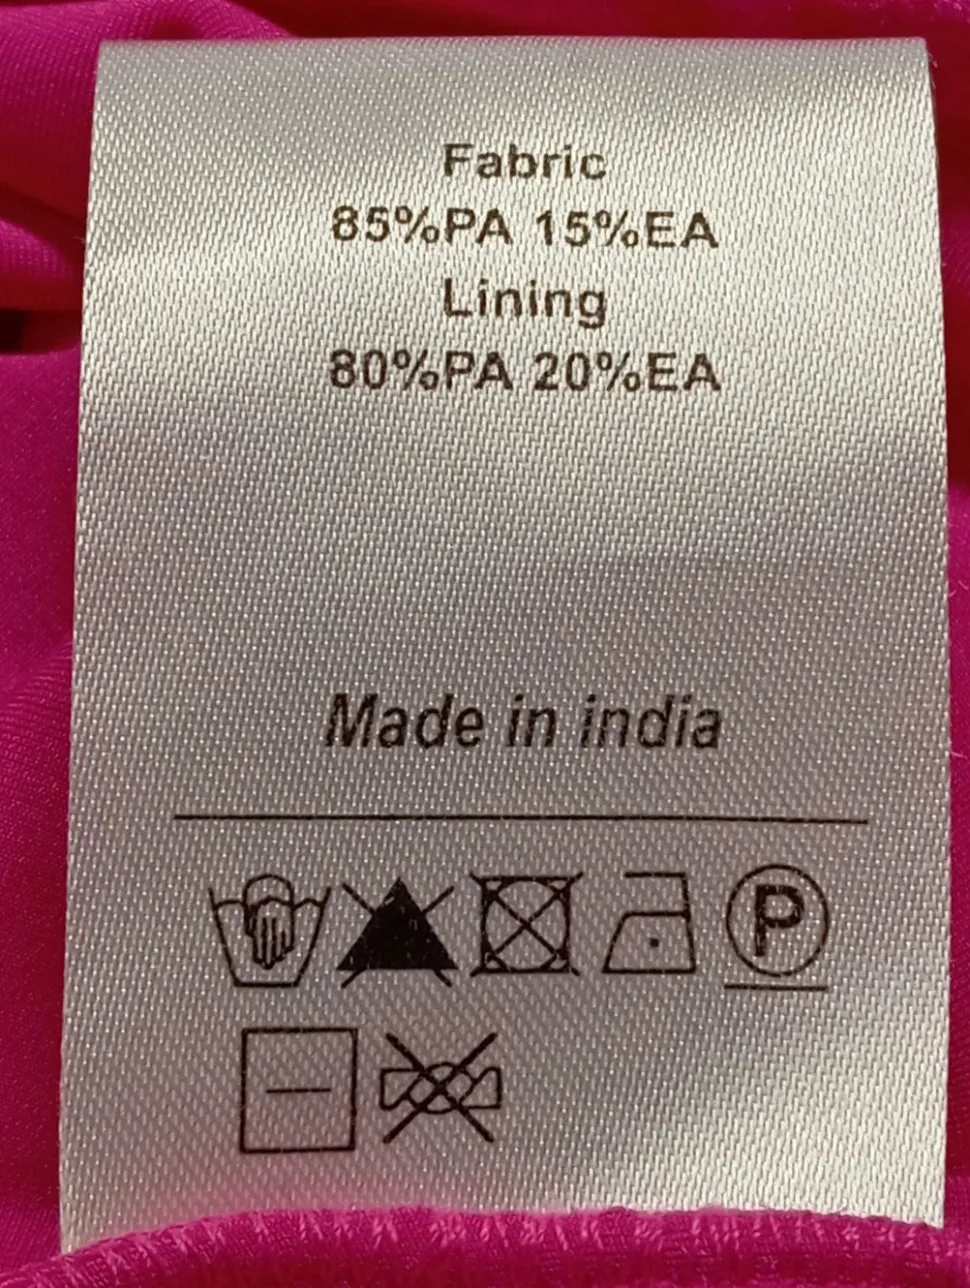 Fabric
85%PA 15%EA
Lining
80%PA 20%EA
Made in india
P